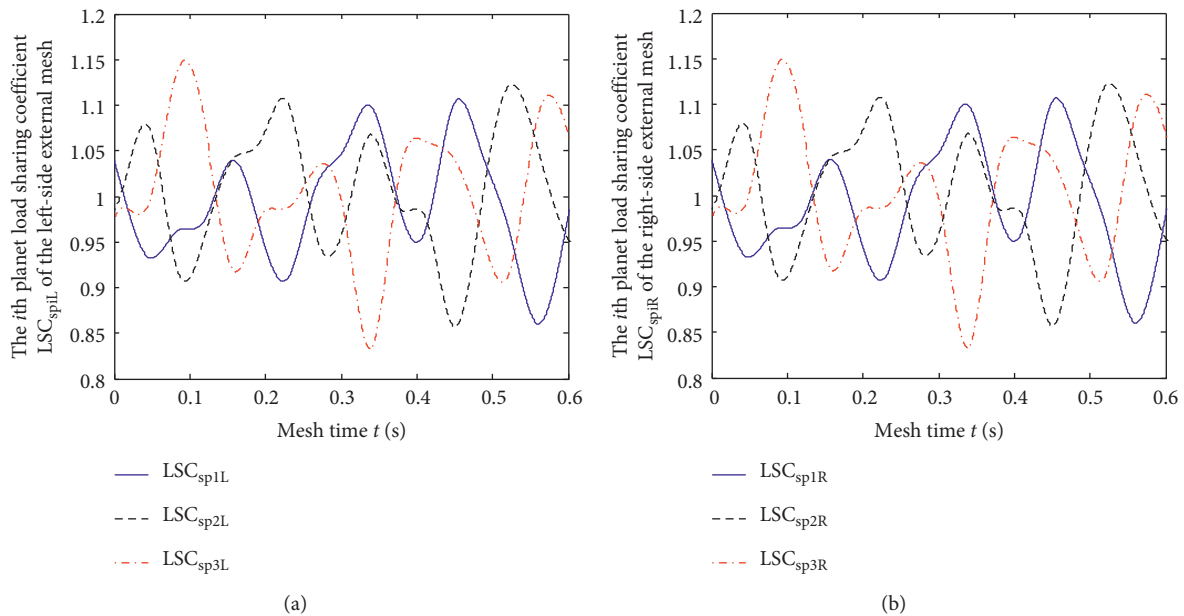 The ith planet load sharing coefficient
LSCspiL of the left-side external mesh
1.2
1.15
1.10
1.05
1
0.95
0.9
0.85
0.8
0
0.1
0.2
0.3
0.4
0.5
0.6
Mesh time t (s)
LSCsp1L
LSCsp2L
LSCsp3L
(a)
The ith planet load sharing coefficient
LSCspiR of the right-side external mesh
1.2
1.15
1.10
1.05
1
0.95
0.9
0.85
0.8
0
0.1
0.2
0.3
0.4
0.5
0.6
Mesh time t (s)
LSCsp1R
LSCsp2R
LSCsp3R
(b)